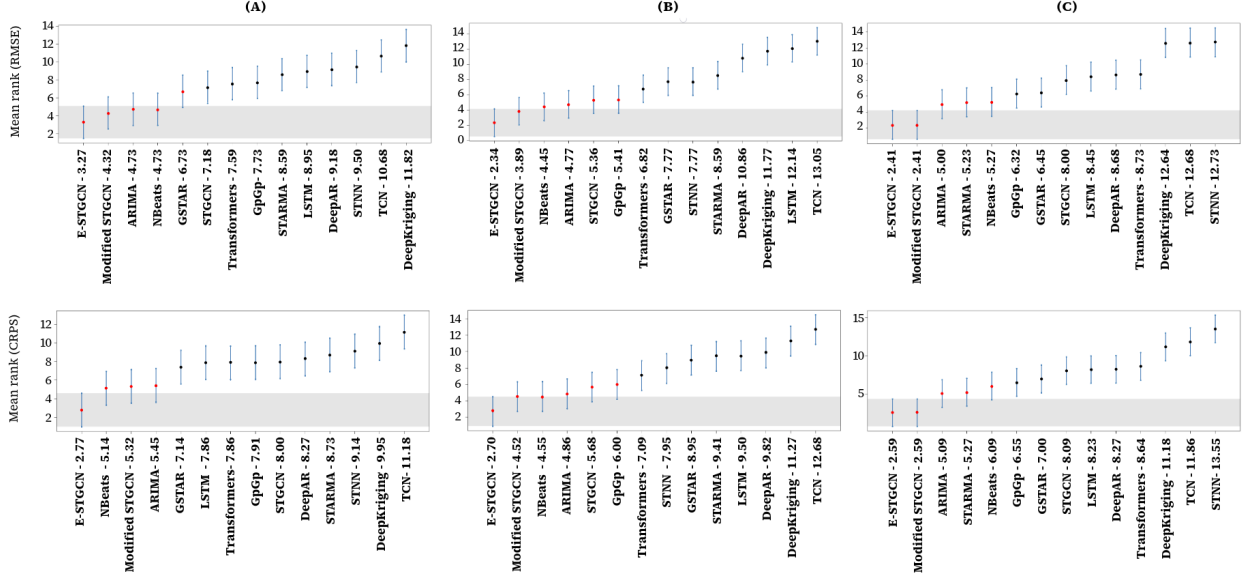 (A)
(B)
(C)
Mean rank (RMSE)
14
12
10
8
6
4
2
E-STGCN - 3.27
Modified STGCN - 4.32
ARIMA - 4.73
NBeats - 4.73
GSTAR - 6.73
STGCN - 7.18
Transformers - 7.59
GpGp- 7.73
STARMA - 8.59
LSTM - 8.95
DeepAR - 9.18
STNN - 9.50
TCN - 10.68
DeepKriging - 11.82
14
12
10
8
6
4
2
0
E-STGCN - 2.34
Modified STGCN - 3.89
NBeats - 4.45
ARIMA - 4.77
STGCN - 5.36
GpGp - 5.41
Transformers - 6.82
GSTAR - 7.77
STNN - 7.77
STARMA - 8.59
DeepAR - 10.86
DeepKriging - 11.77
LSTM - 12.14
TCN - 13.05
14
12
10
8
6
4
2
E-STGCN - 2.41
Modified STGCN - 2.41
ARIMA - 5.00
STARMA - 5.23
NBeats - 5.27
GpGp - 6.32
GSTAR - 6.45
STGCN - 8.00
LSTM - 8.45
DeepAR - 8.68
Transformers - 8.73
DeepKriging - 12.64
TCN - 12.68
STNN - 12.73
Mean rank (CRPS)
12
10
8
6
4
2
E-STGCN - 2.77
NBeats - 5.14
Modified STGCN - 5.32
ARIMA- 5.45
GSTAR - 7.14
LSTM - 7.86
Transformers- 7.86
GpGp - 7.91
STGCN - 8.00
DeepAR - 8.27
STARMA - 8.73
STNN - 9.14
DeepKriging - 9.95
TCN - 11.18
14
12
10
8
6
4
2
E-STGCN - 2.70
Modified STGCN - 4.52
NBeats - 4.55
ARIMA - 4.86
STGCN - 5.68
GpGp - 6.00
Transformers - 7.09
STNN - 7.95
GSTAR - 8.95
STARMA - 9.41
LSTM - 9.50
DeepAR - 9.82
DeepKriging - 11.27
TCN - 12.68
15
10
5
E-STGCN - 2.59
Modified STGCN - 2.59
ARIMA - 5.09
STARMA - 5.27
NBeats - 6.09
GpGp - 6.55
GSTAR - 7.00
STGCN - 8.09
LSTM - 8.23
DeepAR - 8.27
Transformers - 8.64
DeepKriging - 11.18
TCN - 11.86
STNN- 13.55